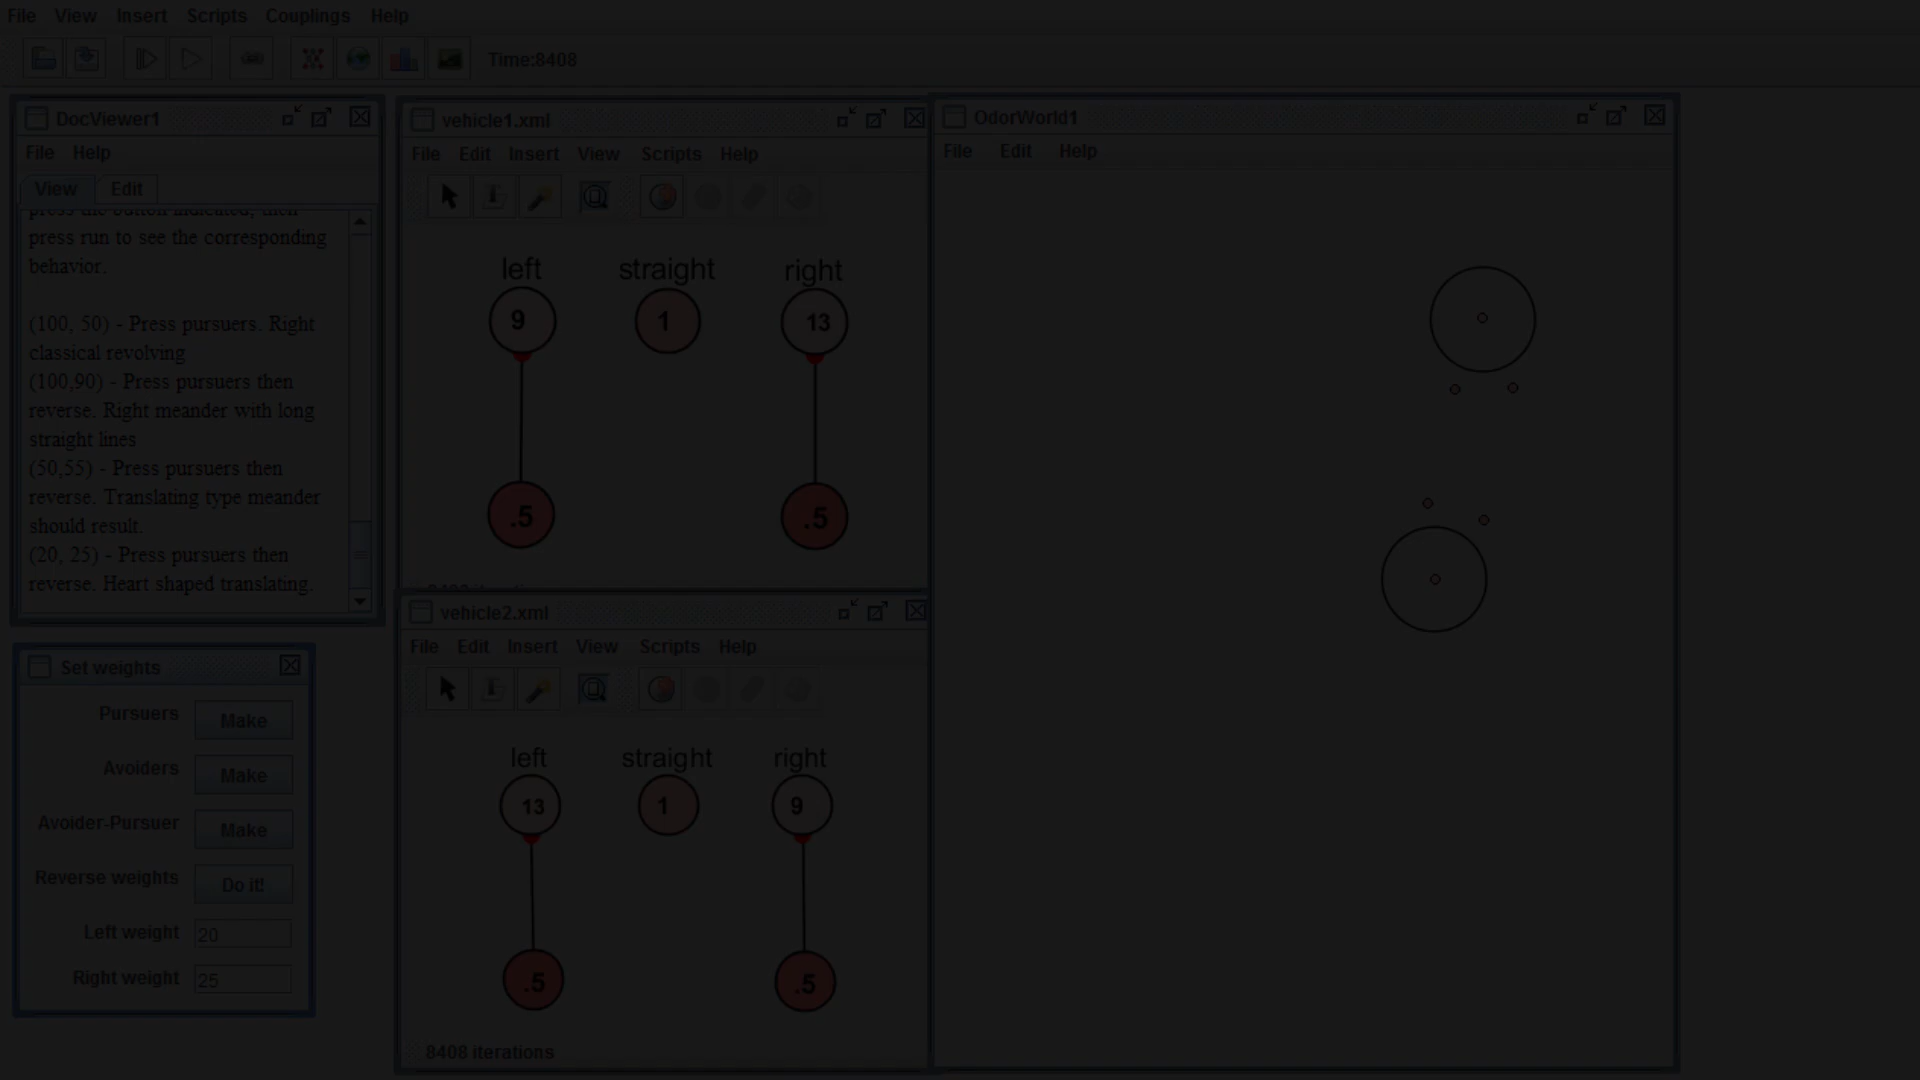 File View Insert Scripts Couplings Help
Time:8408
DocViewer1
File Help
View Edit
press the button indicated, then
press run to see the corresponding
behavior.
(100, 50) - Press pursuers. Right
classical revolving
(100,90) - Press pursuers then
reverse. Right meander with long
straight lines
(50,55) - Press pursuers then
reverse. Translating type meander
should result.
(20, 25) - Press pursuers then
reverse. Heart shaped translating.
Set weights
Pursuers Make
Avoiders Make
Avoider-Pursuer Make
Reverse weights Do it!
Left weight 20
Right weight 25
vehicle1.xml
File Edit Insert View Scripts Help
left straight right
9 1 13
.5 .5
vehicle2.xml
File Edit Insert View Scripts Help
left straight right
13 1 9
.5 .5
8408 iterations
OdorWorld1
File Edit Help